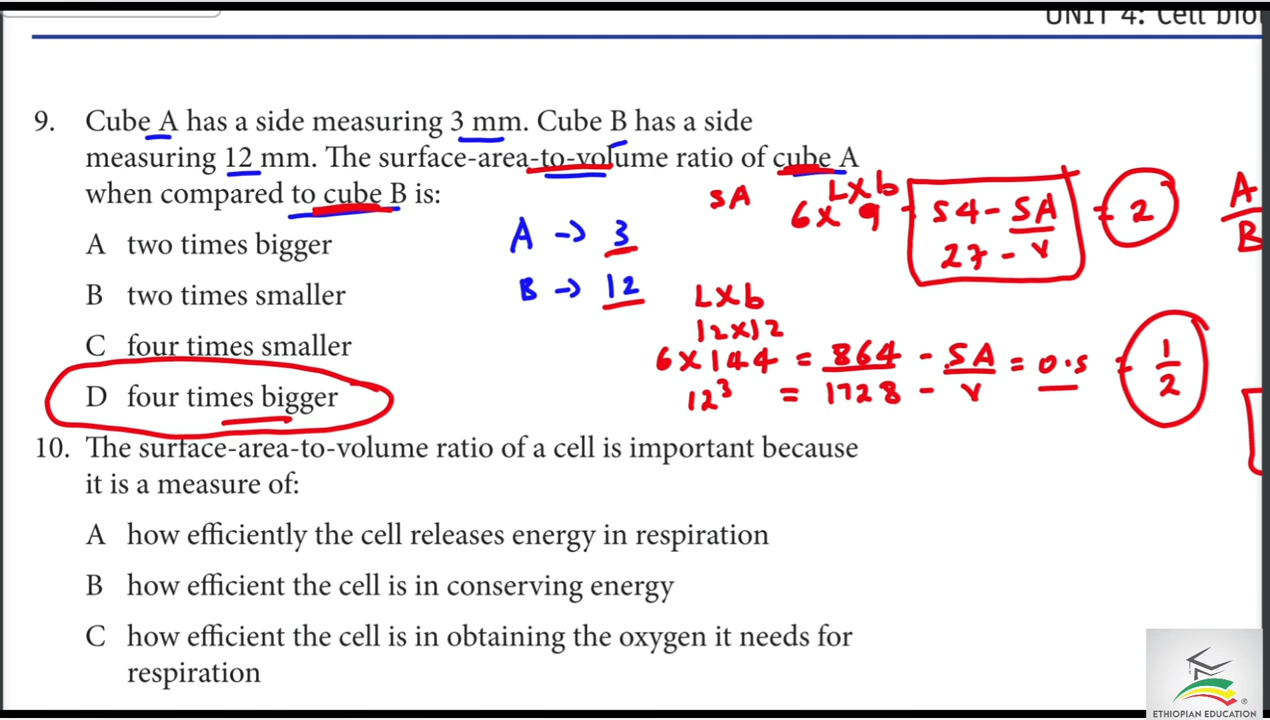 UNIT 4: Cell bio
9. Cube A has a side measuring 3 mm. Cube B has a side
measuring 12 mm. The surface-area-to-volume ratio of cube A
when compared to cube B is:
A two times bigger
B two times smaller
C four times smaller
D four times bigger
A -> 3
B -> 12
SA
L x b
6 x 9 = 54 - SA = 2
27 - v
A
B
L x b
12 x 12
6 x 144 = 864 - SA = 0.5 = 1/2
12³ = 1728 - v
10. The surface-area-to-volume ratio of a cell is important because
it is a measure of:
A how efficiently the cell releases energy in respiration
B how efficient the cell is in conserving energy
C how efficient the cell is in obtaining the oxygen it needs for
respiration
ETHIOPIAN EDUCATION